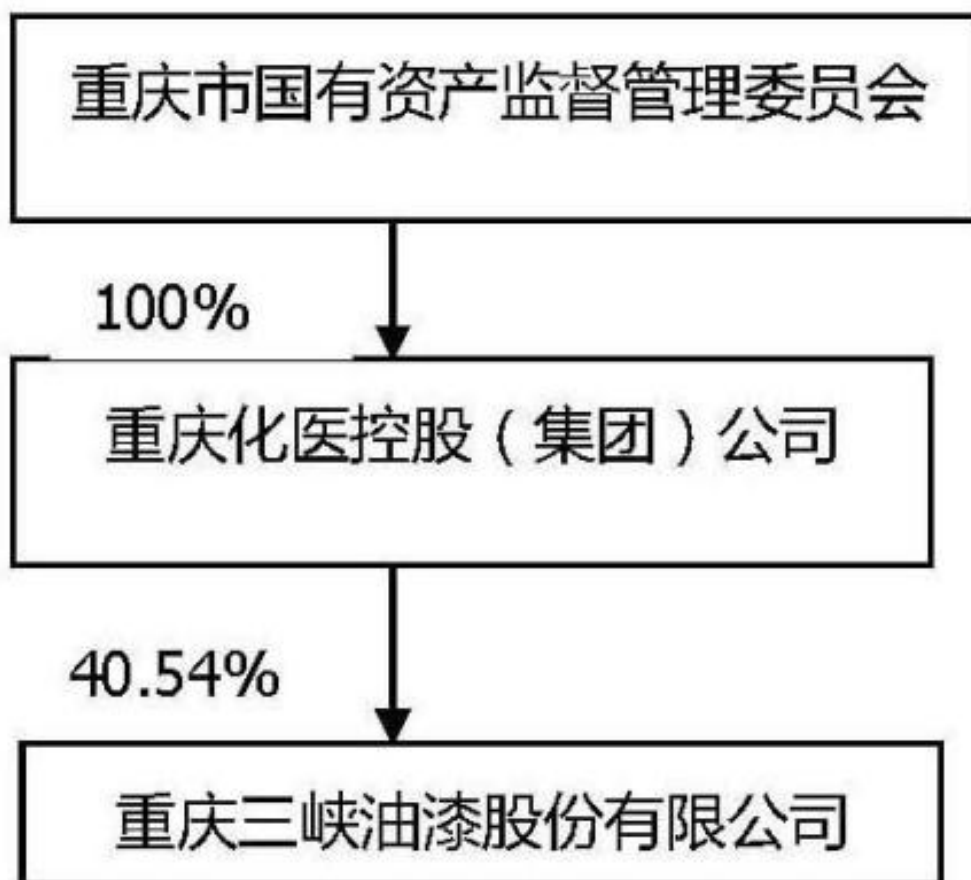 重庆市国有资产监督管理委员会
100%
重庆化医控股（集团）公司
40.54%
重庆三峡油漆股份有限公司